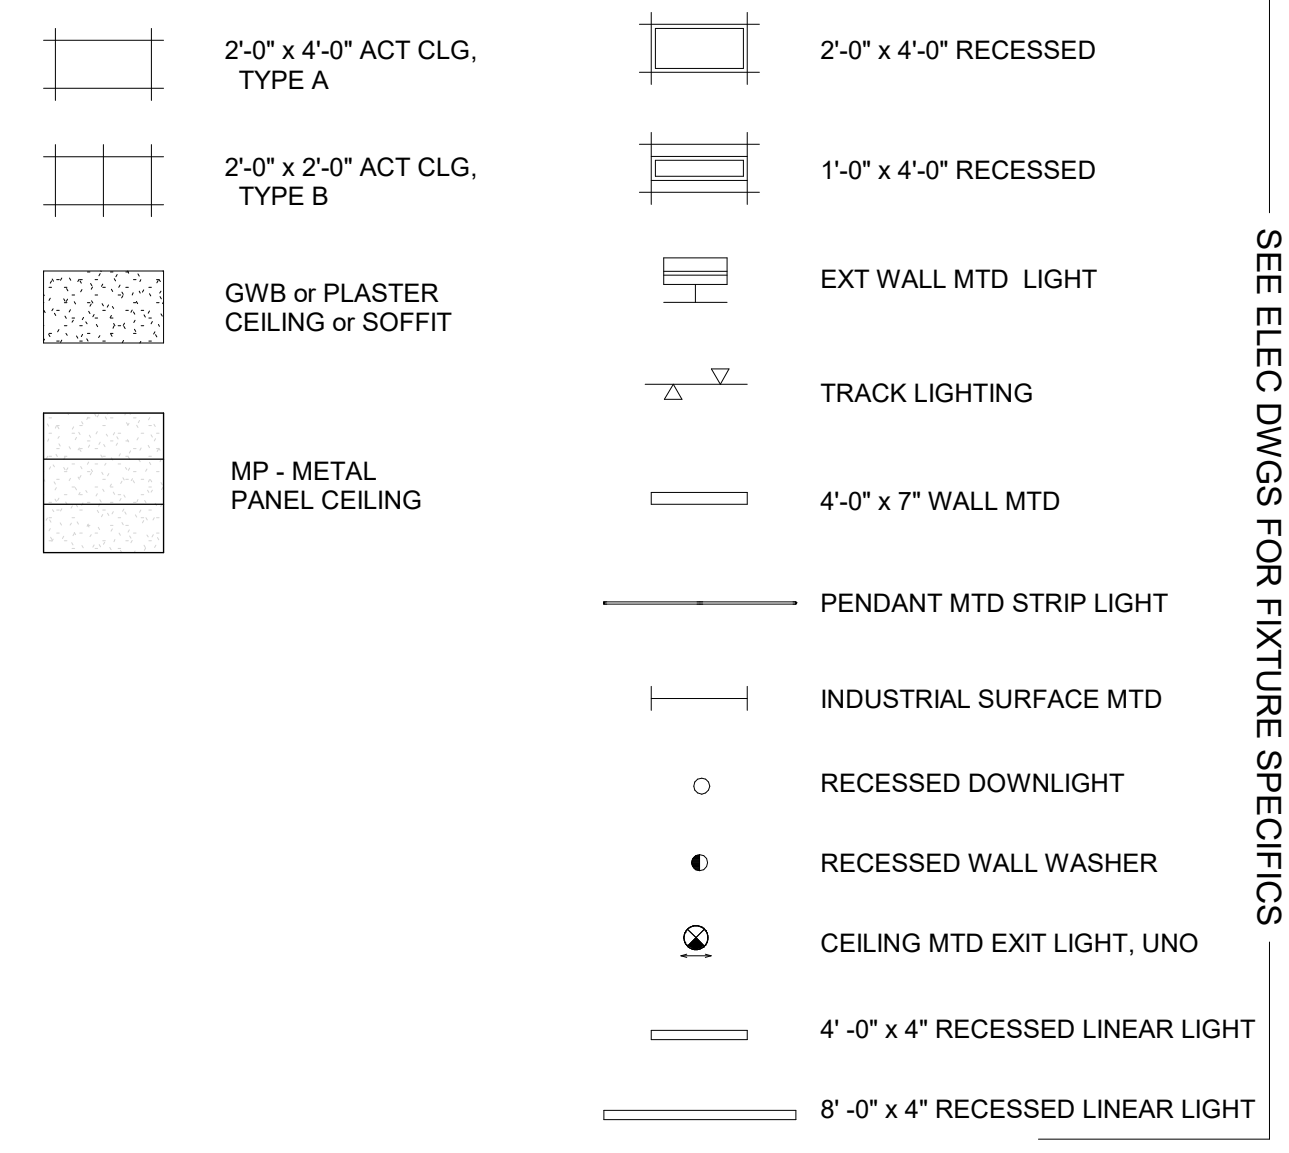 2'-0" x 4'-0" ACT CLG,
TYPE A
2'-0" x 2'-0" ACT CLG,
TYPE B
GWB or PLASTER
CEILING or SOFFIT
MP - METAL
PANEL CEILING
2'-0" x 4'-0" RECESSED
1'-0" x 4'-0" RECESSED
EXT WALL MTD  LIGHT
TRACK LIGHTING
4'-0" x 7" WALL MTD
PENDANT MTD STRIP LIGHT
INDUSTRIAL SURFACE MTD
RECESSED DOWNLIGHT
RECESSED WALL WASHER
CEILING MTD EXIT LIGHT, UNO
4' -0" x 4" RECESSED LINEAR LIGHT
8' -0" x 4" RECESSED LINEAR LIGHT
SEE ELEC DWGS FOR FIXTURE SPECIFICS